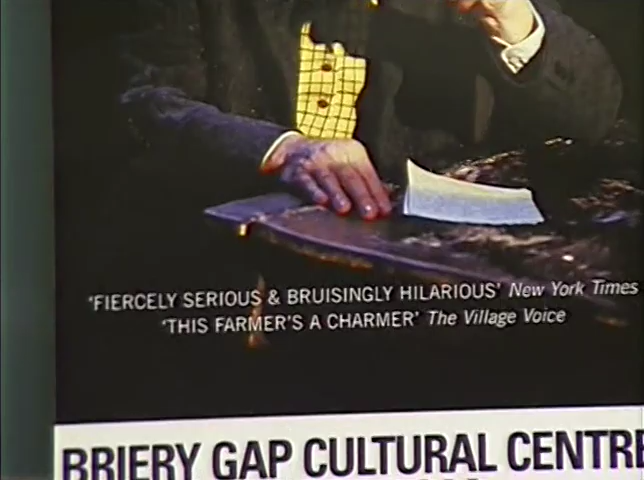 'FIERCELY SERIOUS & BRUISINGLY HILARIOUS' New York Times
'THIS FARMER'S A CHARMER' The Village Voice
BRIERY GAP CULTURAL CENTRE